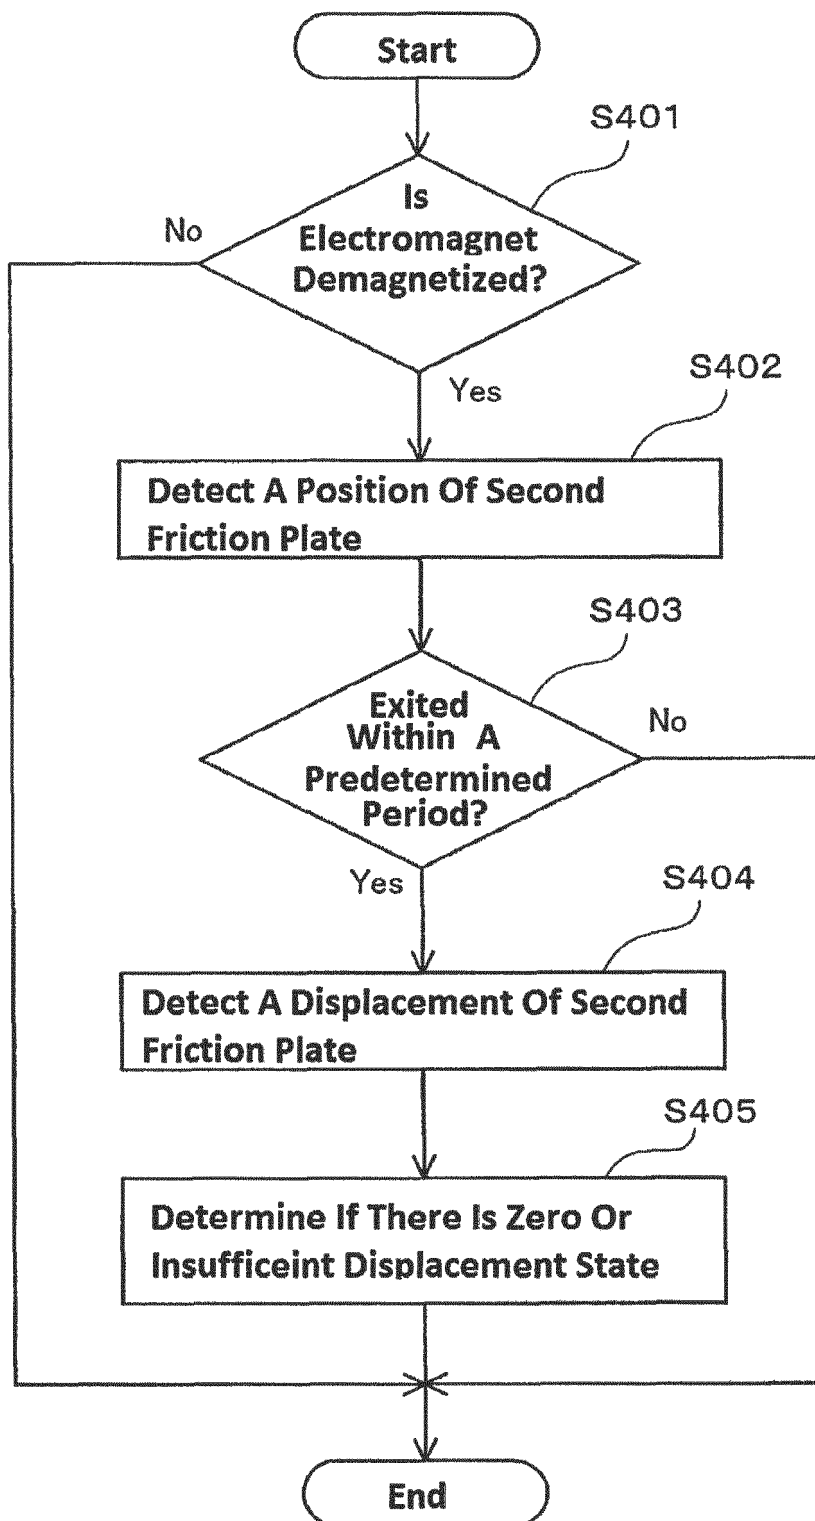 Start
S401
Is
No
Electromagnet
Demagnetized?
S402
Yes
Detect A Position Of Second
Friction Plate
S403
Exited
No
Within A
Predetermined
Period?
Yes
S404
Detect A Displacement Of Second
Friction Plate
S405
Determine If There Is Zero Or
Insufficeint Displacement State
End